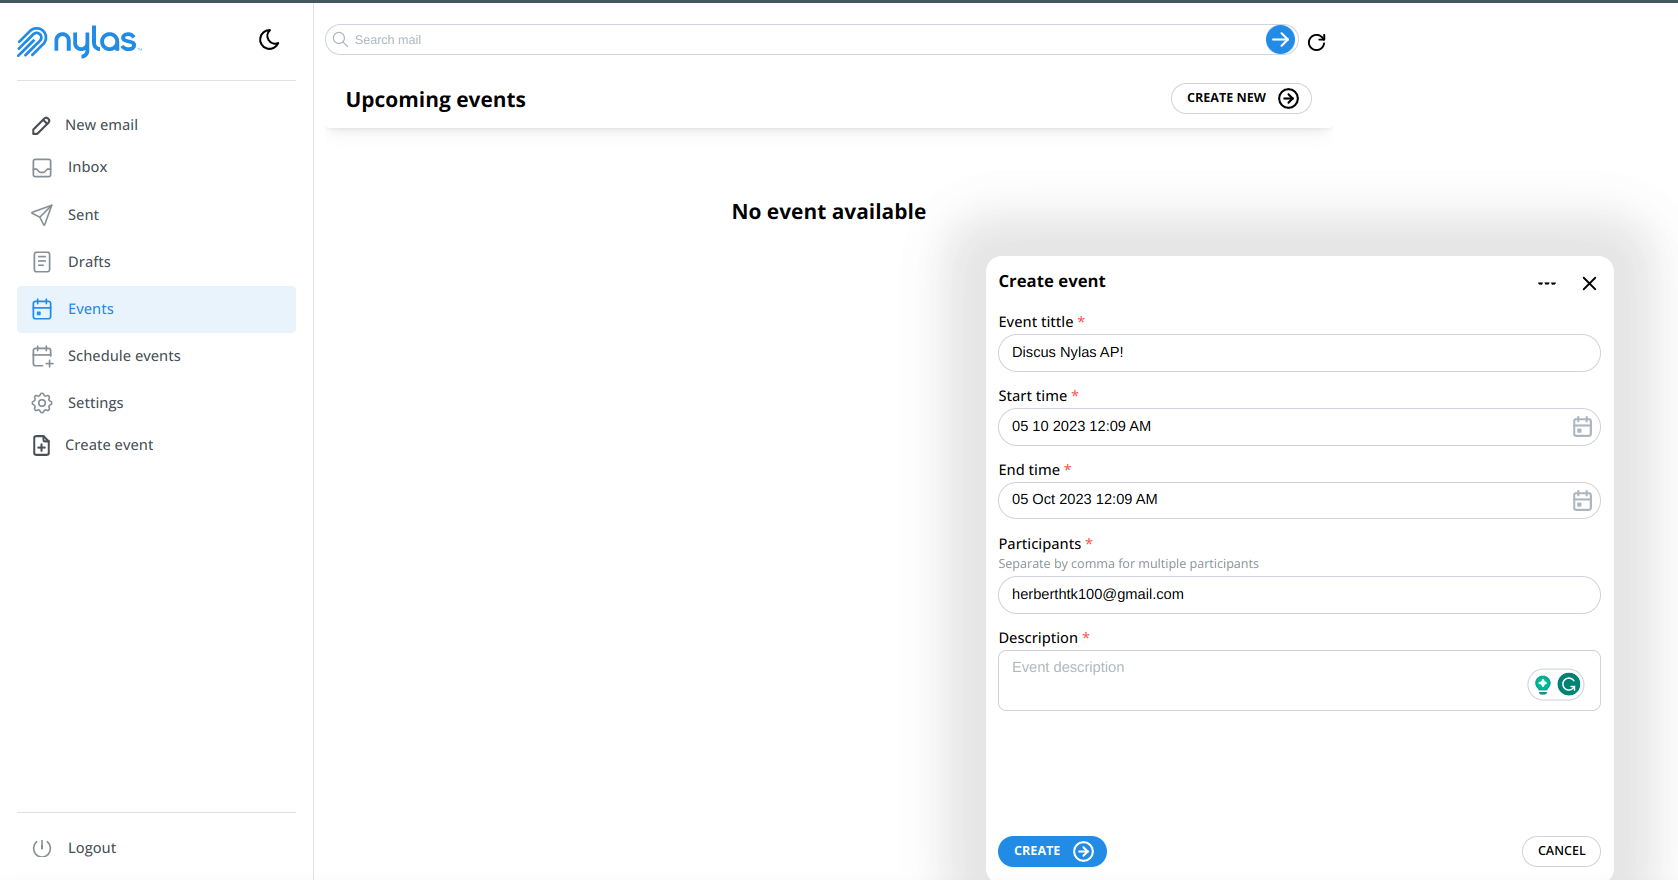 nylas
New email
Inbox
Sent
Drafts
Events
Schedule events
Settings
Create event
Logout
Search mail
Upcoming events
CREATE NEW
No event available
Create event
Event tittle *
Discus Nylas AP!
Start time *
05 10 2023 12:09 AM
End time *
05 Oct 2023 12:09 AM
Participants *
Separate by comma for multiple participants
herberthtk100@gmail.com
Description *
Event description
CREATE
CANCEL